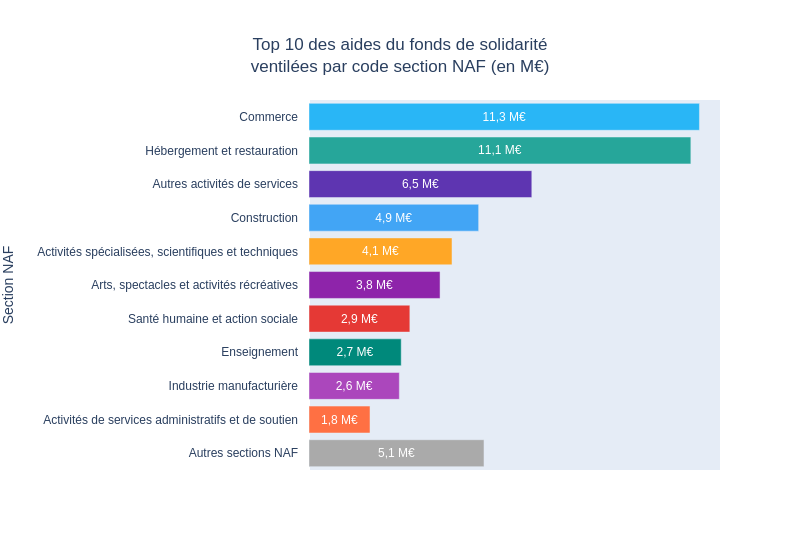 Top 10 des aides du fonds de solidarité
ventilées par code section NAF (en M€)
Section NAF
Commerce 11,3 M€
Hébergement et restauration 11,1 M€
Autres activités de services 6,5 M€
Construction 4,9 M€
Activités spécialisées, scientifiques et techniques 4,1 M€
Arts, spectacles et activités récréatives 3,8 M€
Santé humaine et action sociale 2,9 M€
Enseignement 2,7 M€
Industrie manufacturière 2,6 M€
Activités de services administratifs et de soutien 1,8 M€
Autres sections NAF 5,1 M€